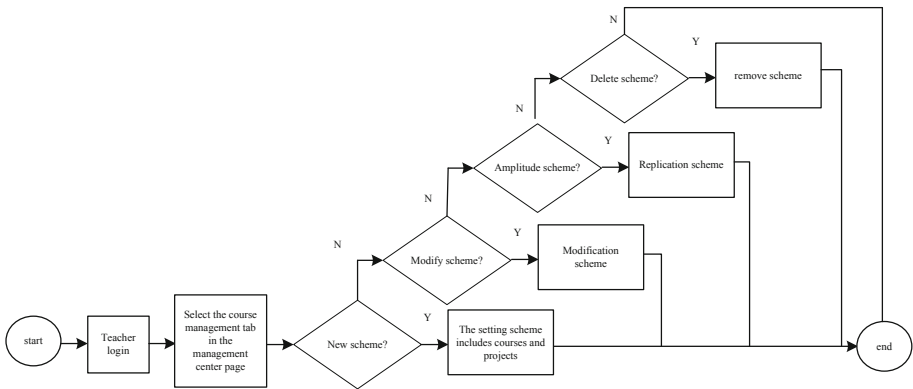 N
Y
Delete scheme?
remove scheme
N
Y
Amplitude scheme?
Replication scheme
N
Y
Modify scheme?
Modification
scheme
N
Y
start
Teacher
login
Select the course
management tab
in the
management
center page
New scheme?
The setting scheme
includes courses and
projects
end